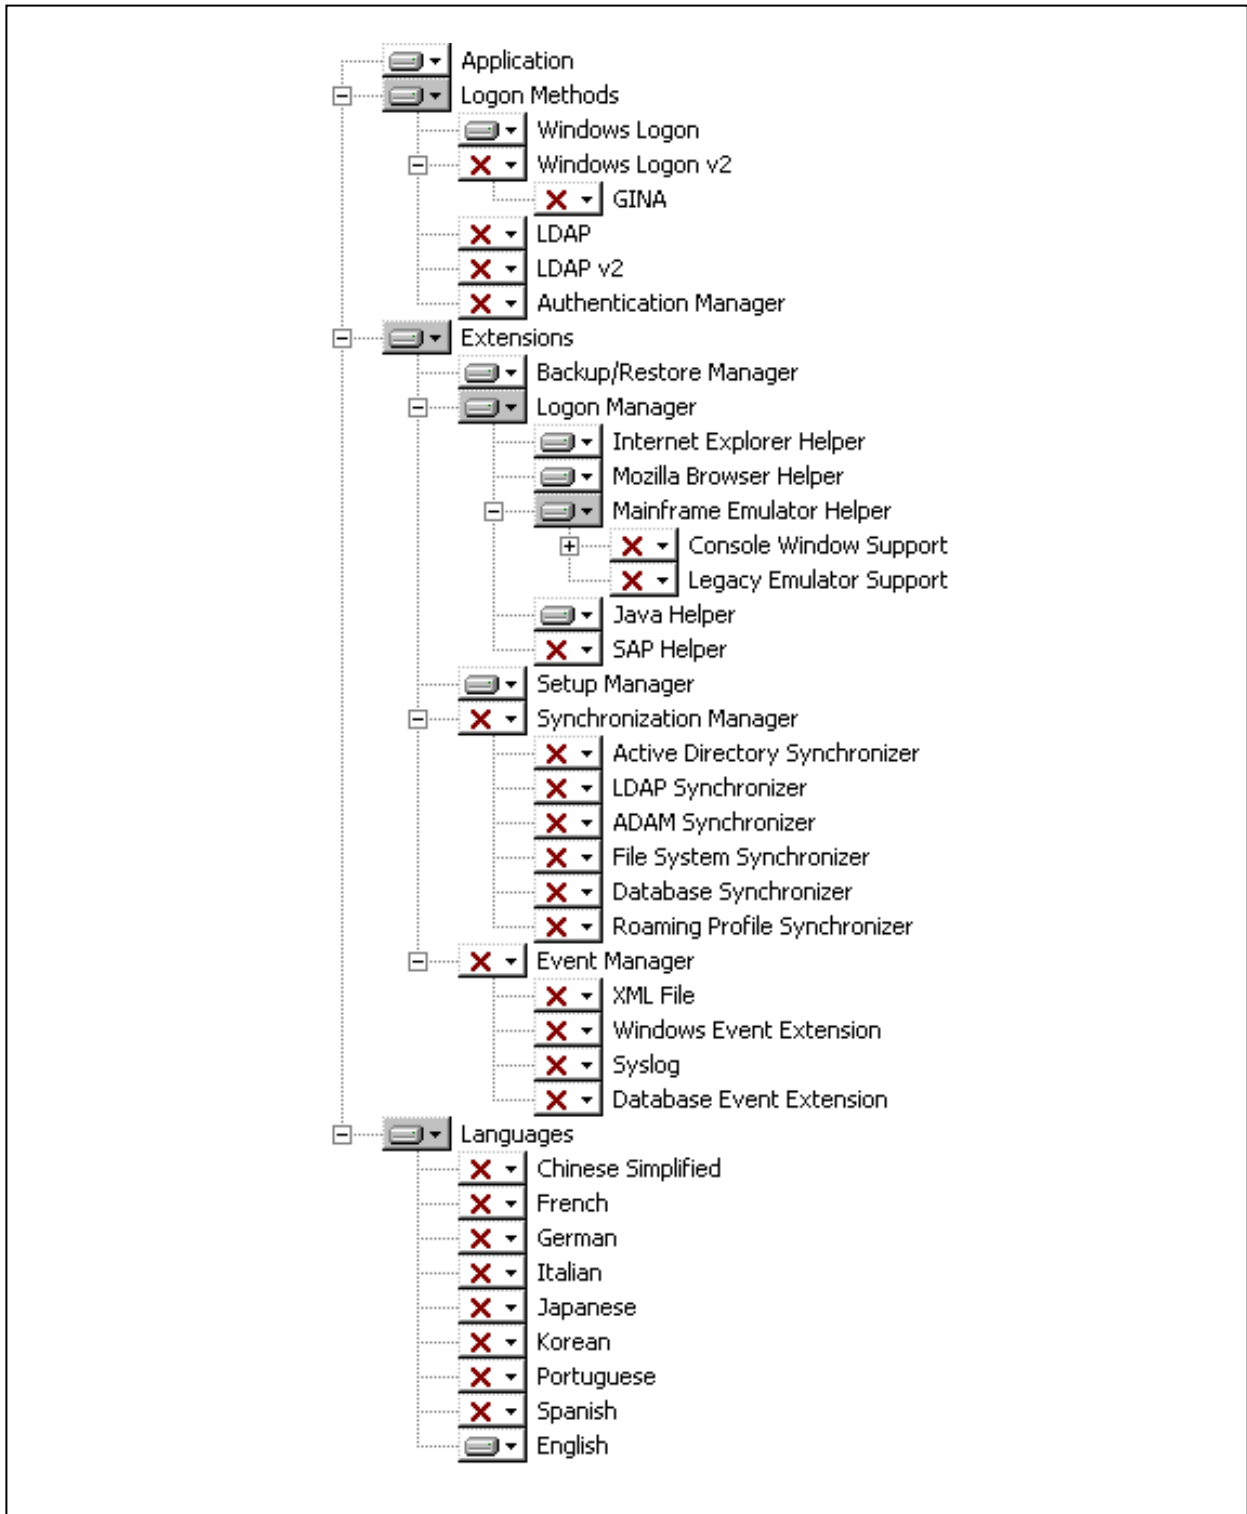 Application
Logon Methods
Windows Logon
Windows Logon v2
GINA
LDAP
LDAP v2
Authentication Manager
Extensions
Backup/Restore Manager
Logon Manager
Internet Explorer Helper
Mozilla Browser Helper
Mainframe Emulator Helper
Console Window Support
Legacy Emulator Support
Java Helper
SAP Helper
Setup Manager
Synchronization Manager
Active Directory Synchronizer
LDAP Synchronizer
ADAM Synchronizer
File System Synchronizer
Database Synchronizer
Roaming Profile Synchronizer
Event Manager
XML File
Windows Event Extension
Syslog
Database Event Extension
Languages
Chinese Simplified
French
German
Italian
Japanese
Korean
Portuguese
Spanish
English